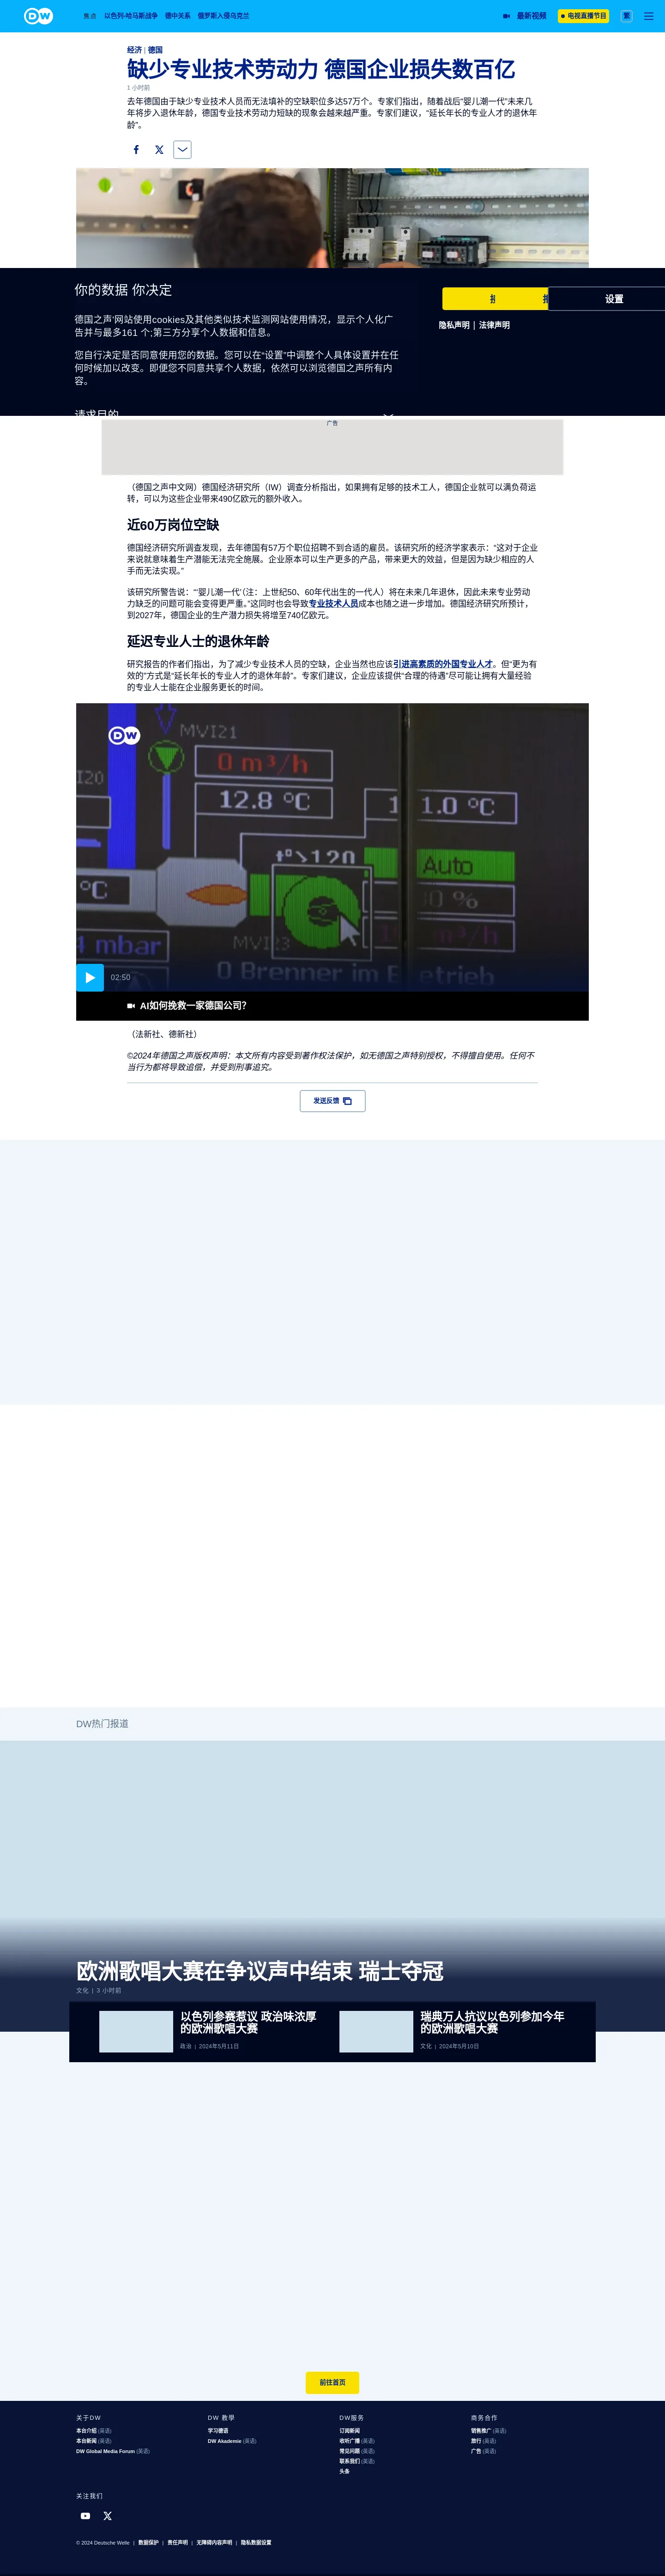 DW
焦点 以色列-哈马斯战争 德中关系 俄罗斯入侵乌克兰
最新视频 电视直播节目 繁
经济 | 德国
缺少专业技术劳动力 德国企业损失数百亿
1 小时前
去年德国由于缺少专业技术人员而无法填补的空缺职位多达57万个。专家们指出，随着战后“婴儿潮一代”未来几
年将步入退休年龄，德国专业技术劳动力短缺的现象会越来越严重。专家们建议，“延长年长的专业人才的退休年
龄”。
你的数据 你决定
德国之声’网站使用cookies及其他类似技术监测网站使用情况，显示个人化广
告并与最多161 个;第三方分享个人数据和信息。
您自行决定是否同意使用您的数据。您可以在“设置”中调整个人具体设置并在任
何时候加以改变。即便您不同意共享个人数据，依然可以浏览德国之声所有内
容。
请求目的
设置
隐私声明 | 法律声明
广告
（德国之声中文网）德国经济研究所（IW）调查分析指出，如果拥有足够的技术工人，德国企业就可以满负荷运
转，可以为这些企业带来490亿欧元的额外收入。
近60万岗位空缺
德国经济研究所调查发现，去年德国有57万个职位招聘不到合适的雇员。该研究所的经济学家表示：“这对于企业
来说就意味着生产潜能无法完全施展。企业原本可以生产更多的产品，带来更大的效益，但是因为缺少相应的人
手而无法实现。”
该研究所警告说：“‘婴儿潮一代’（注：上世纪50、60年代出生的一代人）将在未来几年退休，因此未来专业劳动
力缺乏的问题可能会变得更严重。”这同时也会导致专业技术人员成本也随之进一步增加。德国经济研究所预计，
到2027年，德国企业的生产潜力损失将增至740亿欧元。
延迟专业人士的退休年龄
研究报告的作者们指出，为了减少专业技术人员的空缺，企业当然也应该引进高素质的外国专业人才。但“更为有
效的”方式是“延长年长的专业人才的退休年龄”。专家们建议，企业应该提供“合理的待遇”尽可能让拥有大量经验
的专业人士能在企业服务更长的时间。
DW
MVI21
0 m³/h
12.8 °C
1.0 °C
t>120
Auto
0 %
4 mbar
MVI23
0 Brenner im Betrieb
02:50
AI如何挽救一家德国公司？
（法新社、德新社）
©2024年德国之声版权声明：本文所有内容受到著作权法保护，如无德国之声特别授权，不得擅自使用。任何不
当行为都将导致追偿，并受到刑事追究。
发送反馈
DW热门报道
欧洲歌唱大赛在争议声中结束 瑞士夺冠
文化 | 3 小时前
以色列参赛惹议 政治味浓厚
的欧洲歌唱大赛
政治 | 2024年5月11日
瑞典万人抗议以色列参加今年
的欧洲歌唱大赛
文化 | 2024年5月10日
前往首页
关于DW
本台介绍 (英语)
本台新闻 (英语)
DW Global Media Forum (英语)
DW 教學
学习德语
DW Akademie (英语)
DW服务
订阅新闻
收听广播 (英语)
常见问题 (英语)
联系我们 (英语)
头条
商务合作
销售推广 (英语)
旅行 (英语)
广告 (英语)
关注我们
© 2024 Deutsche Welle | 数据保护 | 责任声明 | 无障碍内容声明 | 隐私数据设置